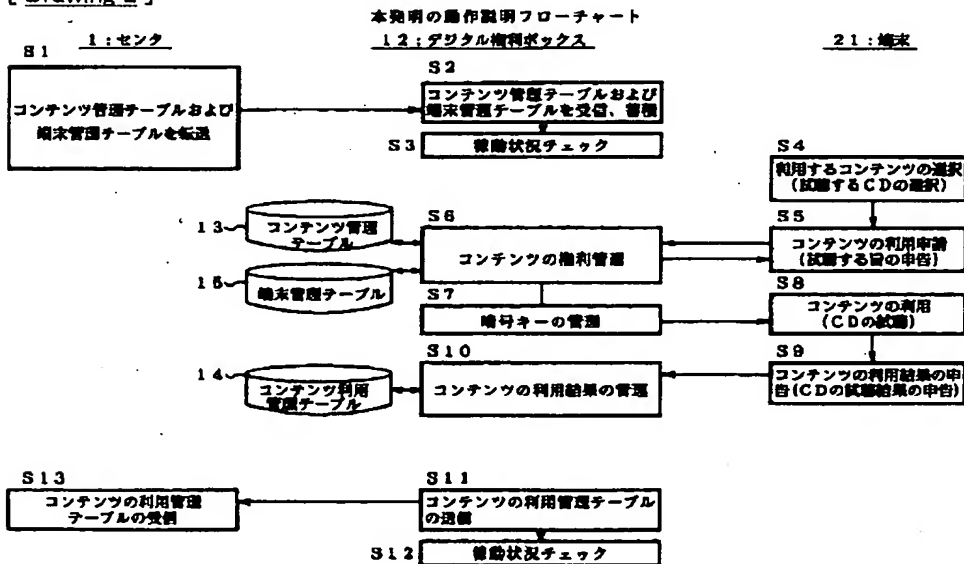 [ Drawing 2 ]
本発明の動作説明フローチャート
1:センタ
12:デジタル権利ボックス
21:端末
S1
コンテンツ管理テーブルおよび
端末管理テーブルを転送
S2
コンテンツ管理テーブルおよび
端末管理テーブルを受信、蓄積
S3
稼動状況チェック
S4
利用するコンテンツの選択
(試聴するCDの選択)
13
コンテンツ管理
テーブル
S6
コンテンツの権利管理
S5
コンテンツの利用申請
(試聴する旨の申告)
15
端末管理テーブル
S7
暗号キーの管理
S8
コンテンツの利用
(CDの試聴)
14
コンテンツ利用
管理テーブル
S10
コンテンツの利用結果の管理
S9
コンテンツの利用結果の申
告(CDの試聴結果の申告)
S13
コンテンツの利用管理
テーブルの受信
S11
コンテンツの利用管理テーブル
の送信
S12
稼動状況チェック